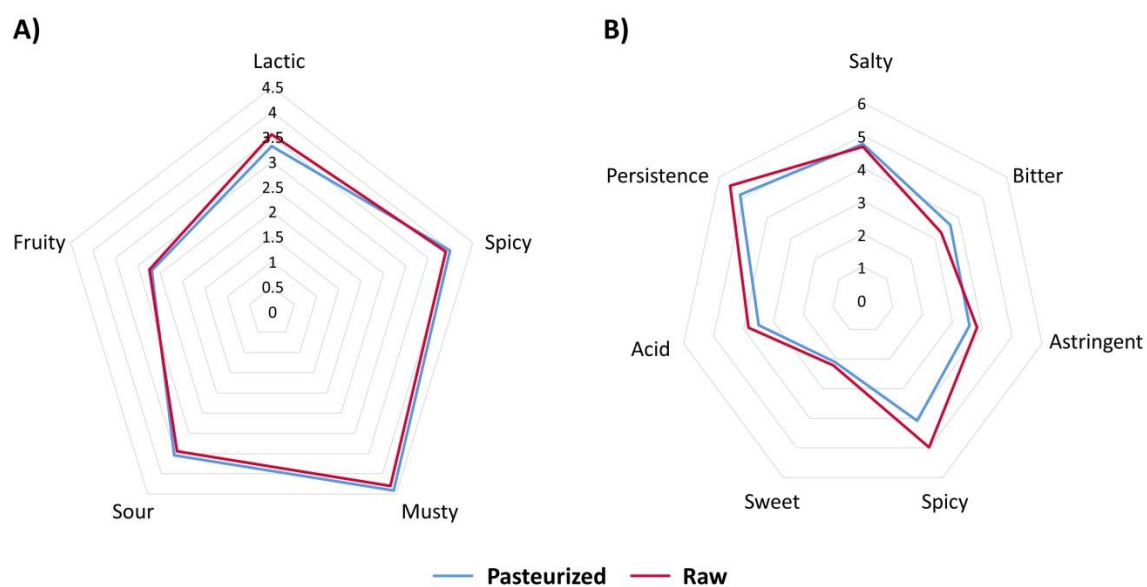 A)
Lactic
4.5
4
3.5
3
2.5
2
1.5
1
0.5
0
Spicy
Musty
Sour
Fruity
B)
Salty
6
5
4
3
2
1
0
Bitter
Astringent
Spicy
Sweet
Acid
Persistence
Pasteurized Raw